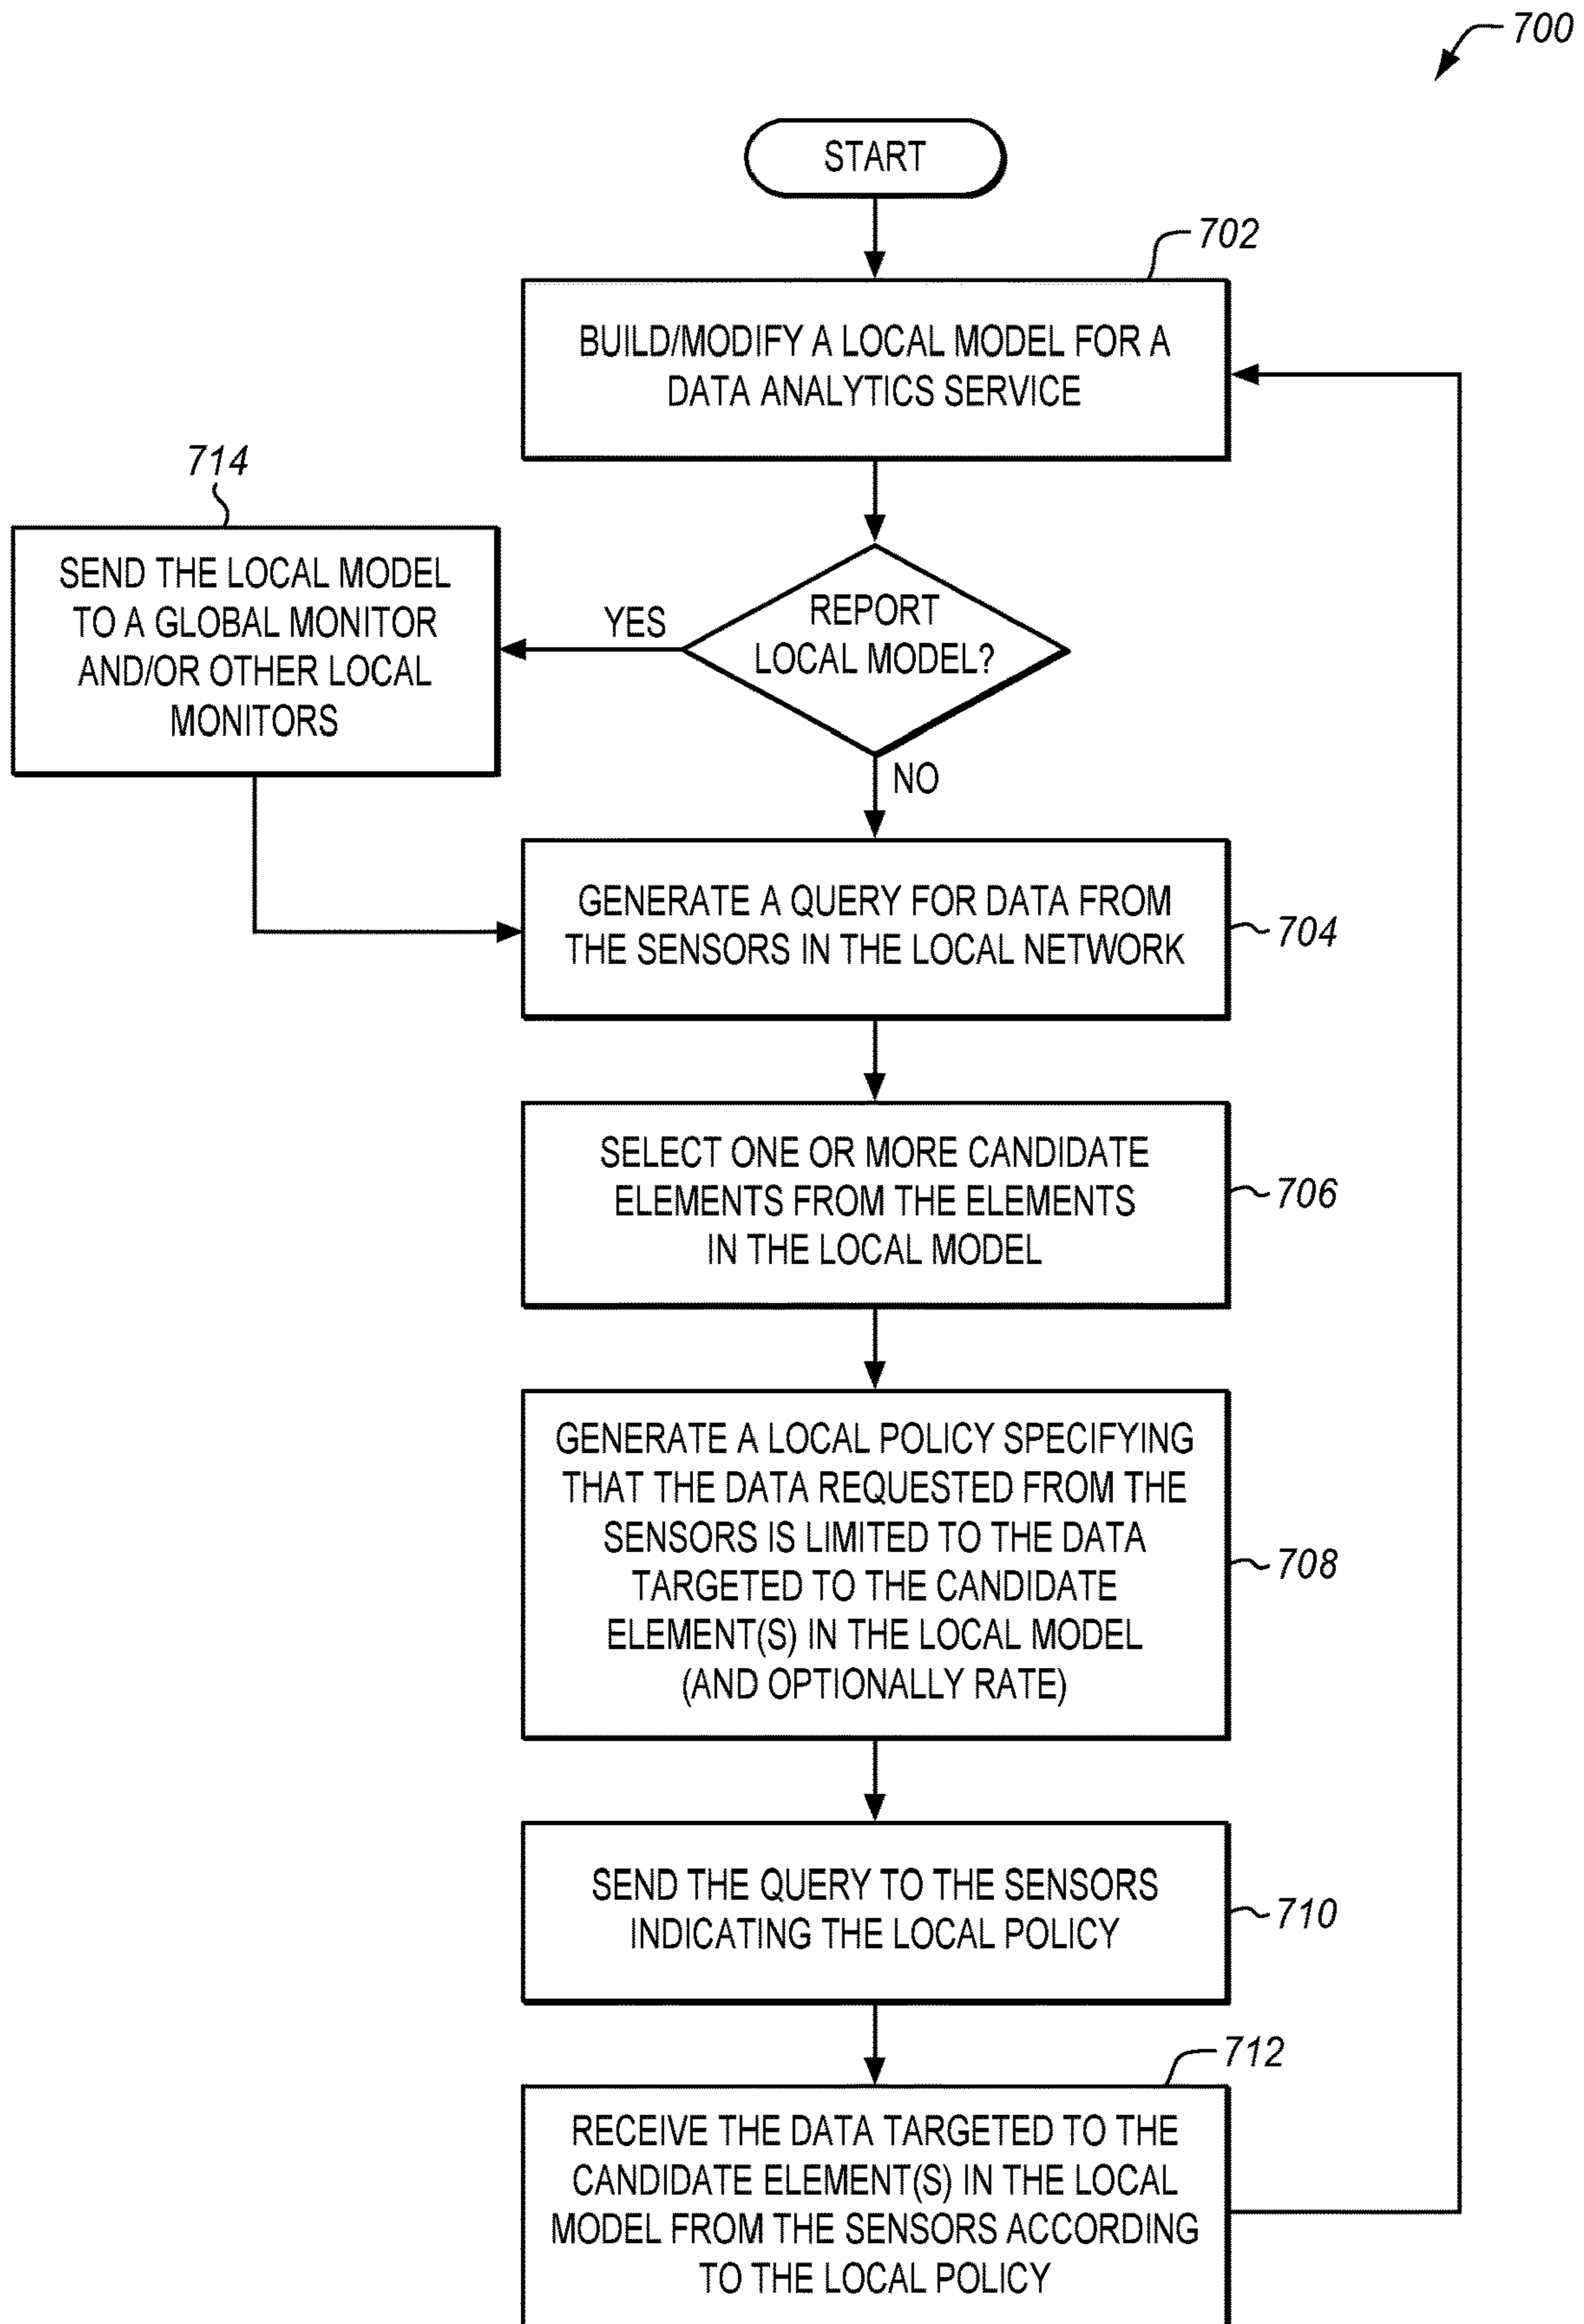 700
START
702
BUILD/MODIFY A LOCAL MODEL FOR A
DATA ANALYTICS SERVICE
714
SEND THE LOCAL MODEL
TO A GLOBAL MONITOR
AND/OR OTHER LOCAL
MONITORS
YES
REPORT
LOCAL MODEL?
NO
GENERATE A QUERY FOR DATA FROM
THE SENSORS IN THE LOCAL NETWORK
704
SELECT ONE OR MORE CANDIDATE
ELEMENTS FROM THE ELEMENTS
IN THE LOCAL MODEL
706
GENERATE A LOCAL POLICY SPECIFYING
THAT THE DATA REQUESTED FROM THE
SENSORS IS LIMITED TO THE DATA
TARGETED TO THE CANDIDATE
ELEMENT(S) IN THE LOCAL MODEL
(AND OPTIONALLY RATE)
708
SEND THE QUERY TO THE SENSORS
INDICATING THE LOCAL POLICY
710
712
RECEIVE THE DATA TARGETED TO THE
CANDIDATE ELEMENT(S) IN THE LOCAL
MODEL FROM THE SENSORS ACCORDING
TO THE LOCAL POLICY